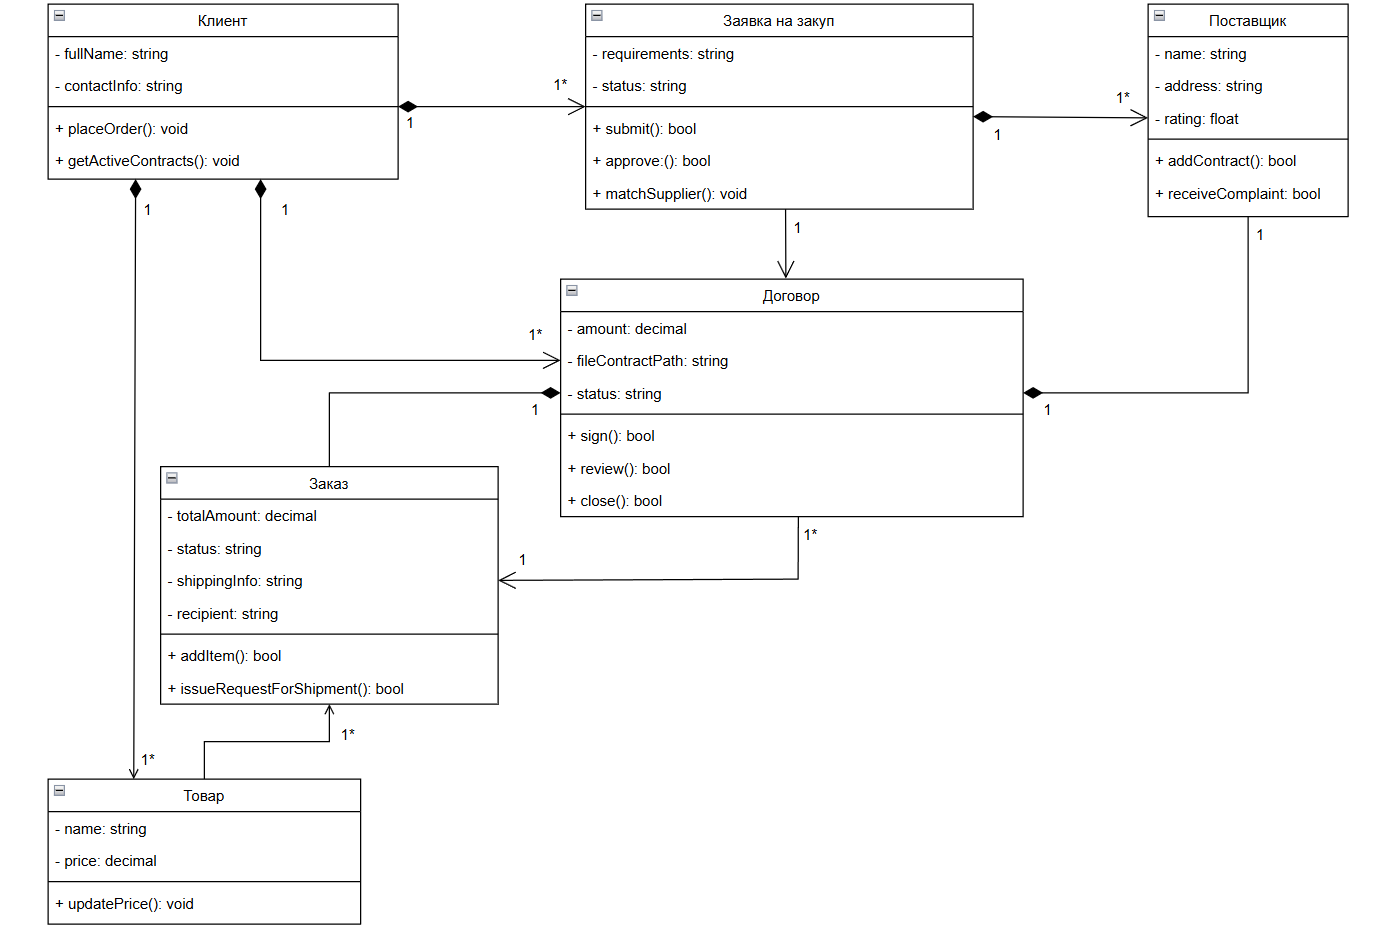 Клиент
- fullName: string
- contactInfo: string
+ placeOrder(): void
+ getActiveContracts(): void
1
1*
Заявка на закуп
- requirements: string
- status: string
+ submit(): bool
+ approve:(): bool
+ matchSupplier(): void
1
1*
Поставщик
- name: string
- address: string
- rating: float
+ addContract(): bool
+ receiveComplaint: bool
1
1
1
1
1*
Договор
- amount: decimal
- fileContractPath: string
- status: string
+ sign(): bool
+ review(): bool
+ close(): bool
1
1
1*
1
Заказ
- totalAmount: decimal
- status: string
- shippingInfo: string
- recipient: string
+ addItem(): bool
+ issueRequestForShipment(): bool
1*
1*
Товар
- name: string
- price: decimal
+ updatePrice(): void